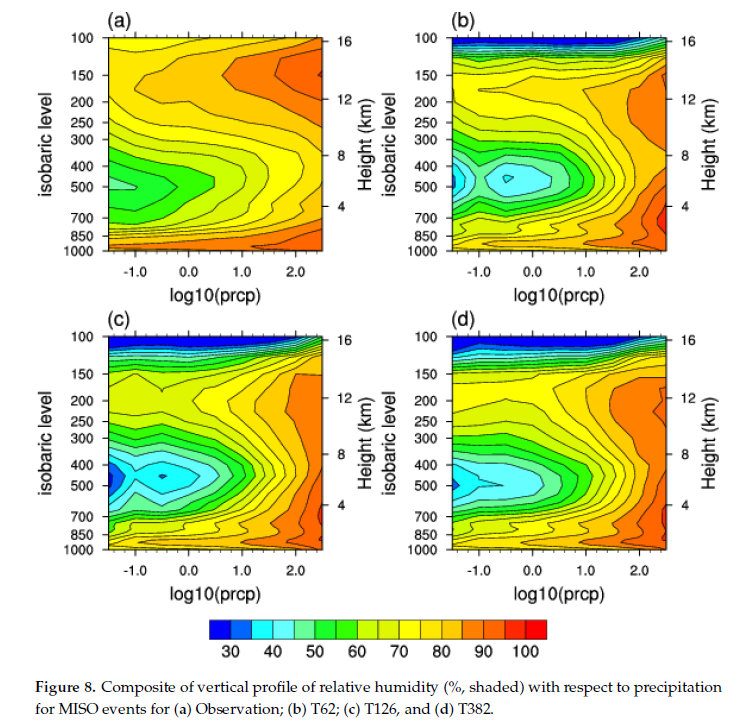 (a)
(b)
100
150
200
250
300
400
500
700
850
1000
isobaric level
16
12
8
4
Height (km)
-1.0 0.0 1.0 2.0
log10(prcp)
100
150
200
250
300
400
500
700
850
1000
isobaric level
16
12
8
4
Height (km)
-1.0 0.0 1.0 2.0
log10(prcp)
(c)
(d)
100
150
200
250
300
400
500
700
850
1000
isobaric level
16
12
8
4
Height (km)
-1.0 0.0 1.0 2.0
log10(prcp)
100
150
200
250
300
400
500
700
850
1000
isobaric level
16
12
8
4
Height (km)
-1.0 0.0 1.0 2.0
log10(prcp)
30 40 50 60 70 80 90 100
Figure 8. Composite of vertical profile of relative humidity (%, shaded) with respect to precipitation
for MISO events for (a) Observation; (b) T62; (c) T126, and (d) T382.